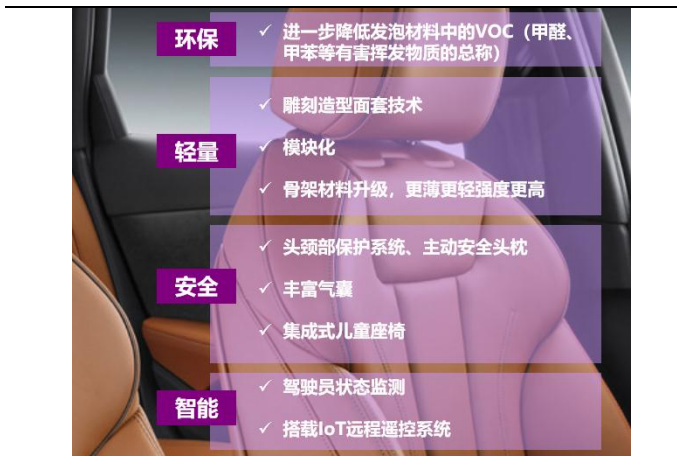 环保
✓ 进一步降低发泡材料中的VOC（甲醛、
甲苯等有害挥发物质的总称）
轻量
✓ 雕刻造型面套技术
✓ 模块化
✓ 骨架材料升级，更薄更轻强度更高
安全
✓ 头颈部保护系统、主动安全头枕
✓ 丰富气囊
✓ 集成式儿童座椅
智能
✓ 驾驶员状态监测
✓ 搭载IoT远程遥控系统